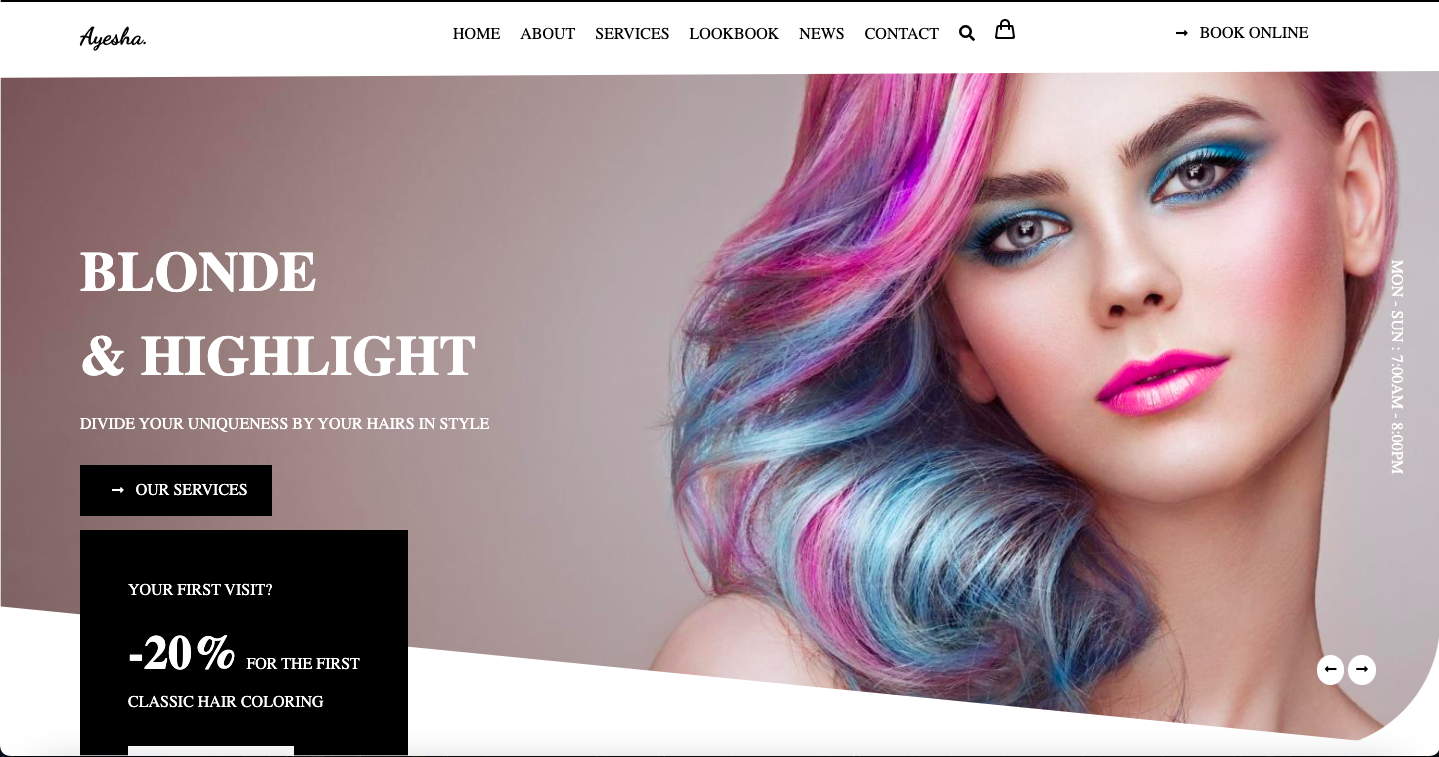 Ayesha.
HOME ABOUT SERVICES LOOKBOOK NEWS CONTACT
BOOK ONLINE
BLONDE
& HIGHLIGHT
DIVIDE YOUR UNIQUENESS BY YOUR HAIRS IN STYLE
OUR SERVICES
YOUR FIRST VISIT?
-20% FOR THE FIRST
CLASSIC HAIR COLORING
MON - SUN : 7:00AM - 8:00PM